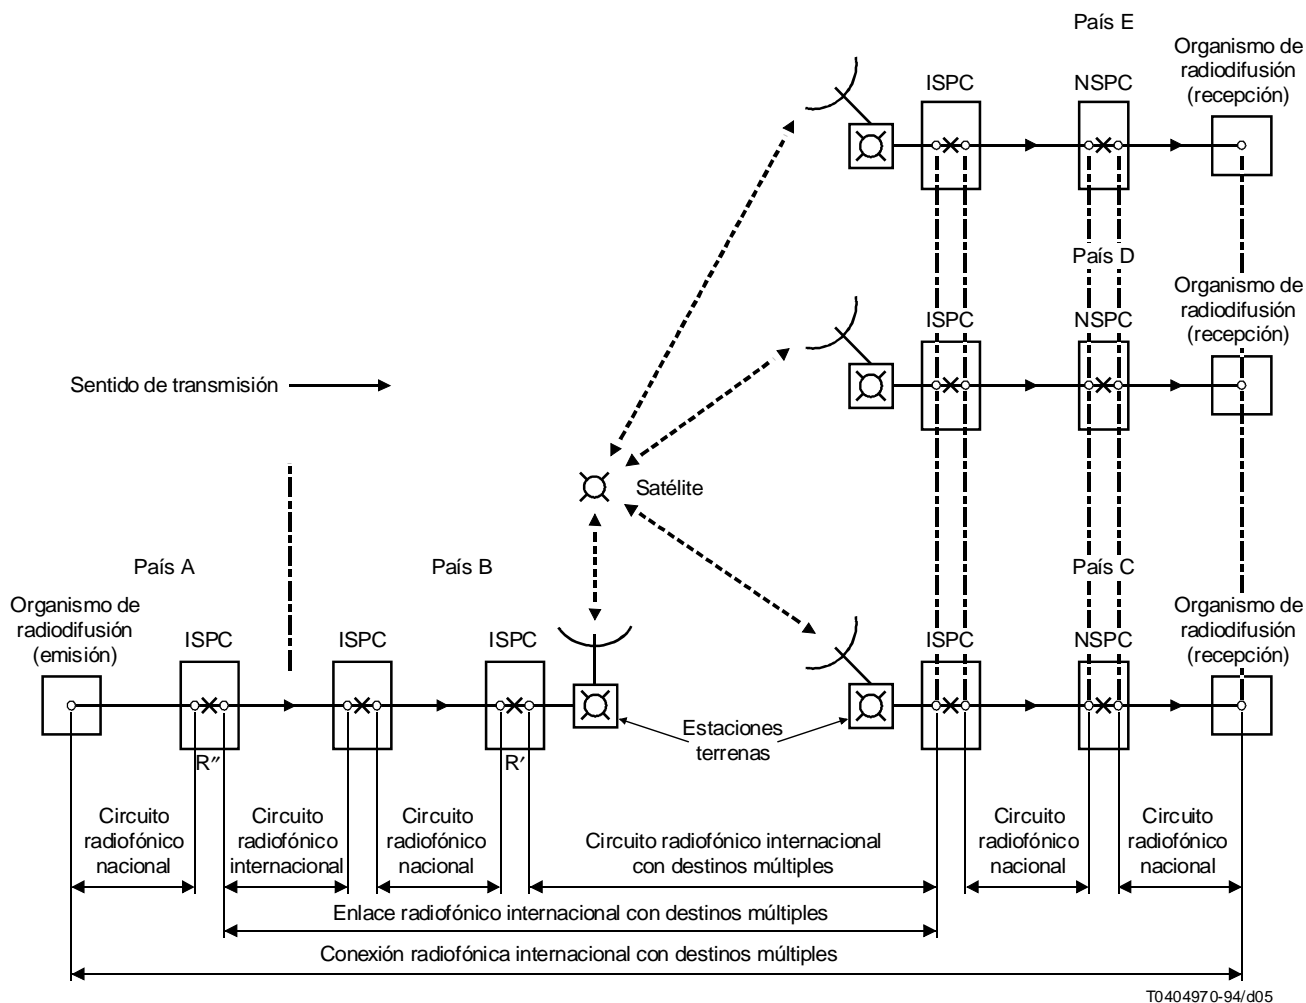 País E
Organismo de
radiodifusión
(recepción)
ISPC
NSPC
País D
Organismo de
radiodifusión
(recepción)
ISPC
NSPC
Sentido de transmisión
Satélite
País A
País B
País C
Organismo de
radiodifusión
(emisión)
ISPC
ISPC
ISPC
ISPC
NSPC
Organismo de
radiodifusión
(recepción)
R″
R′
Estaciones
terrenas
Circuito
radiofónico
nacional
Circuito
radiofónico
internacional
Circuito
radiofónico
nacional
Circuito radiofónico internacional
con destinos múltiples
Circuito
radiofónico
nacional
Circuito
radiofónico
nacional
Enlace radiofónico internacional con destinos múltiples
Conexión radiofónica internacional con destinos múltiples
T0404970-94/d05